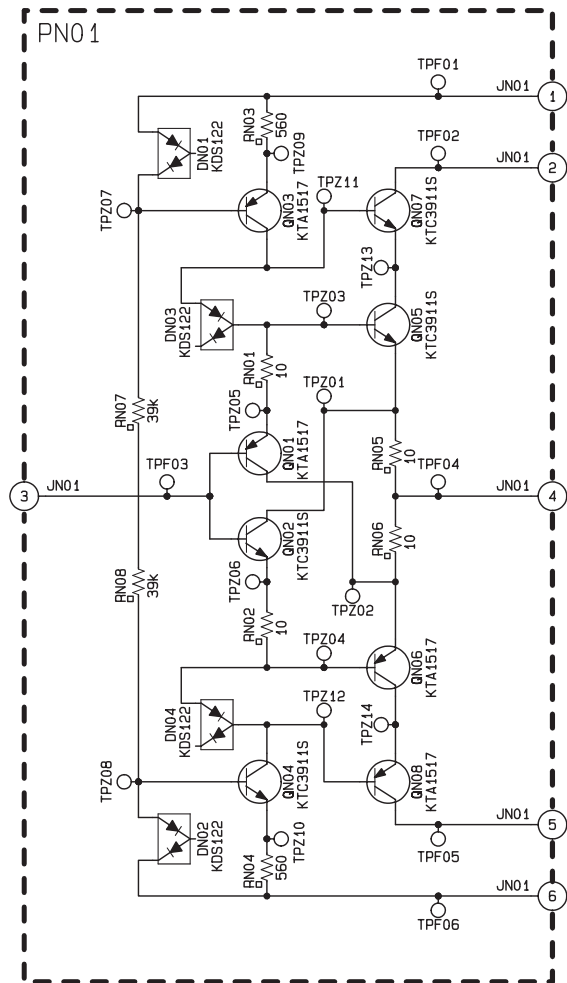 PN01
TPF01
JN01
1
RN03
560
TPZ09
DN01
KDS122
TPF02
JN01
2
TPZ07
QN03
KTA1517
TPZ11
QN07
KTC3911S
TPZ13
DN03
KDS122
TPZ03
QN05
KTC3911S
RN01
10
TPZ01
TPZ05
RN07
39k
QN01
KTA1517
RN05
10
TPF03
TPF04
3
JN01
JN01
4
QN02
KTC3911S
RN06
10
RN08
39k
TPZ06
TPZ02
RN02
10
TPZ04
QN06
KTA1517
DN04
KDS122
TPZ12
TPZ14
TPZ08
QN04
KTC3911S
QN08
KTA1517
DN02
KDS122
TPZ10
JN01
5
TPF05
RN04
560
JN01
6
TPF06